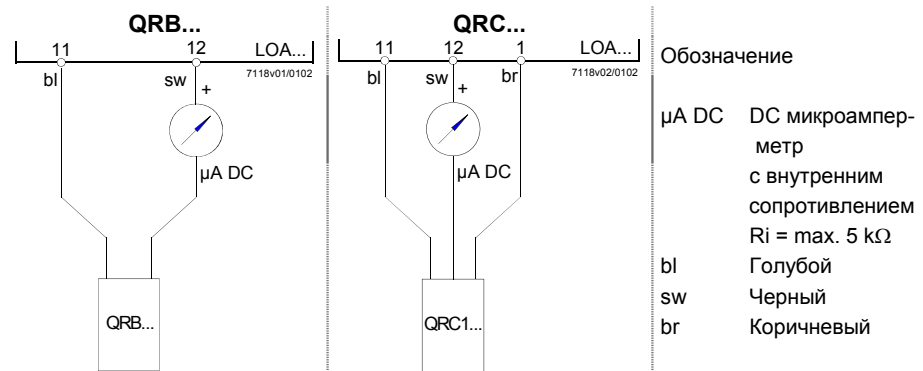 QRB...
11 12 LOA...
7118v01/0102
bl sw
+
µA DC
QRB...
QRC...
11 12 1 LOA...
7118v02/0102
bl sw br
+
µA DC
QRC1...
Обозначение
µA DC DC микроампер-
метр
с внутренним
сопротивлением
Ri = max. 5 kΩ
bl Голубой
sw Черный
br Коричневый